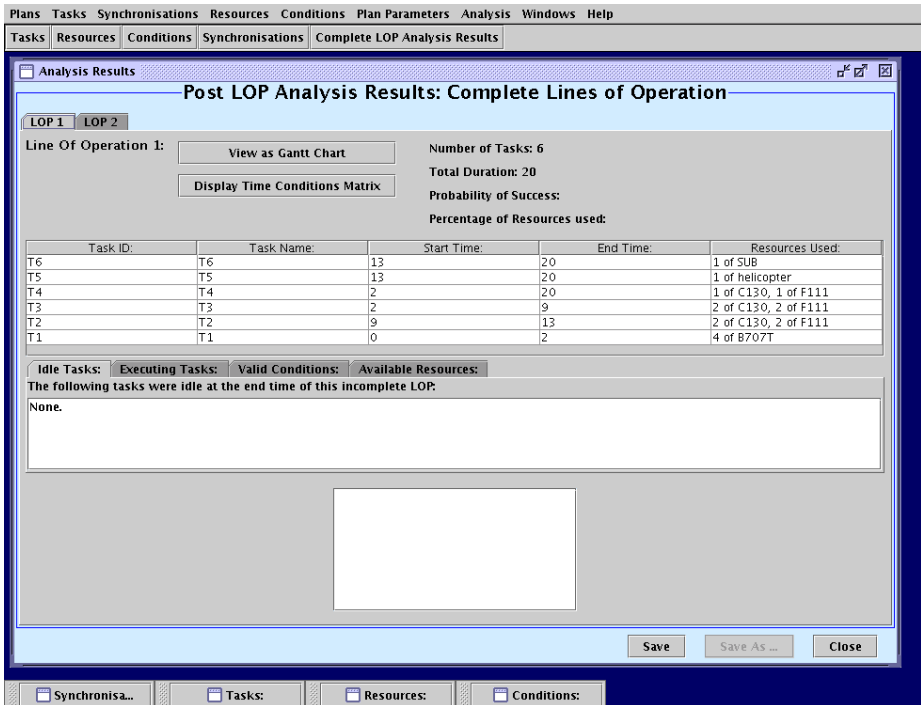 Plans Tasks Synchronisations Resources Conditions Plan Parameters Analysis Windows Help
Tasks Resources Conditions Synchronisations Complete LOP Analysis Results
Analysis Results
Post LOP Analysis Results: Complete Lines of Operation
LOP 1 LOP 2
Line Of Operation 1:
View as Gantt Chart
Display Time Conditions Matrix
Number of Tasks: 6
Total Duration: 20
Probability of Success:
Percentage of Resources used:
Task ID: Task Name: Start Time: End Time: Resources Used:
T6 T6 13 20 1 of SUB
T5 T5 13 20 1 of helicopter
T4 T4 2 20 1 of C130, 1 of F111
T3 T3 2 9 2 of C130, 2 of F111
T2 T2 9 13 2 of C130, 2 of F111
T1 T1 0 2 4 of B707T
Idle Tasks: Executing Tasks: Valid Conditions: Available Resources:
The following tasks were idle at the end time of this incomplete LOP:
None.
Save Save As ... Close
Synchronisa... Tasks: Resources: Conditions: